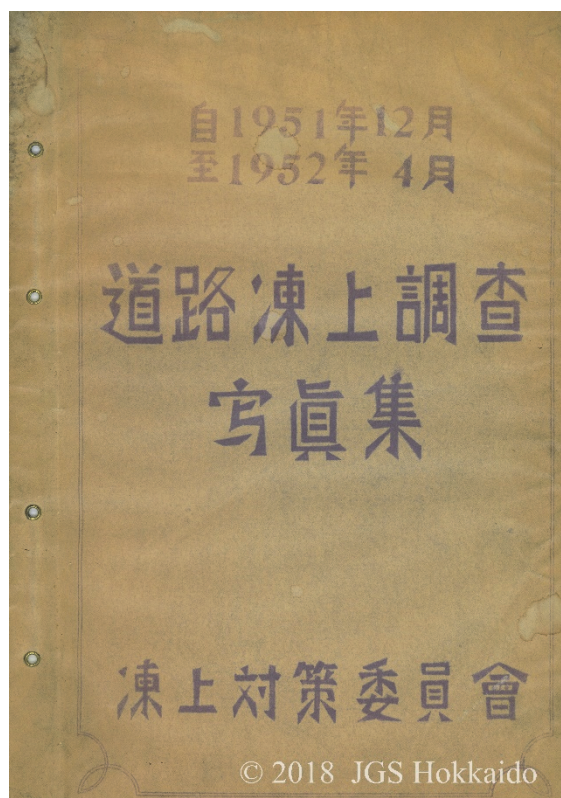 自1951年12月
至1952年 4月
道路凍上調査
写眞集
凍上対策委員會
© 2018 JGS Hokkaido